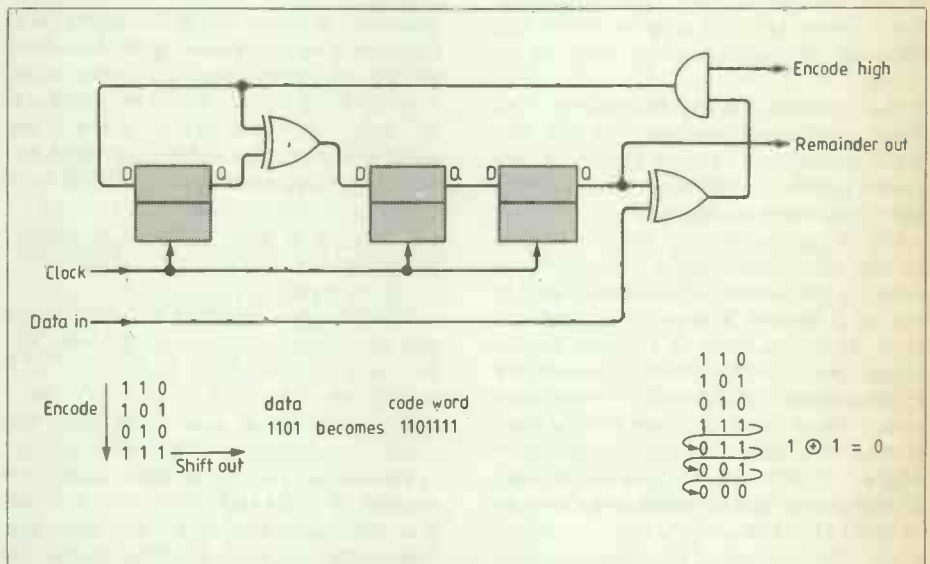 Encode high
Remainder out
D Q D Q D Q
Clock
Data in
Encode
1 1 0
1 0 1
0 1 0
1 1 1
Shift out
data code word
1101 becomes 1101111
1 1 0
1 0 1
0 1 0
1 1 1
0 1 1
0 0 1
0 0 0
1 ⊕ 1 = 0